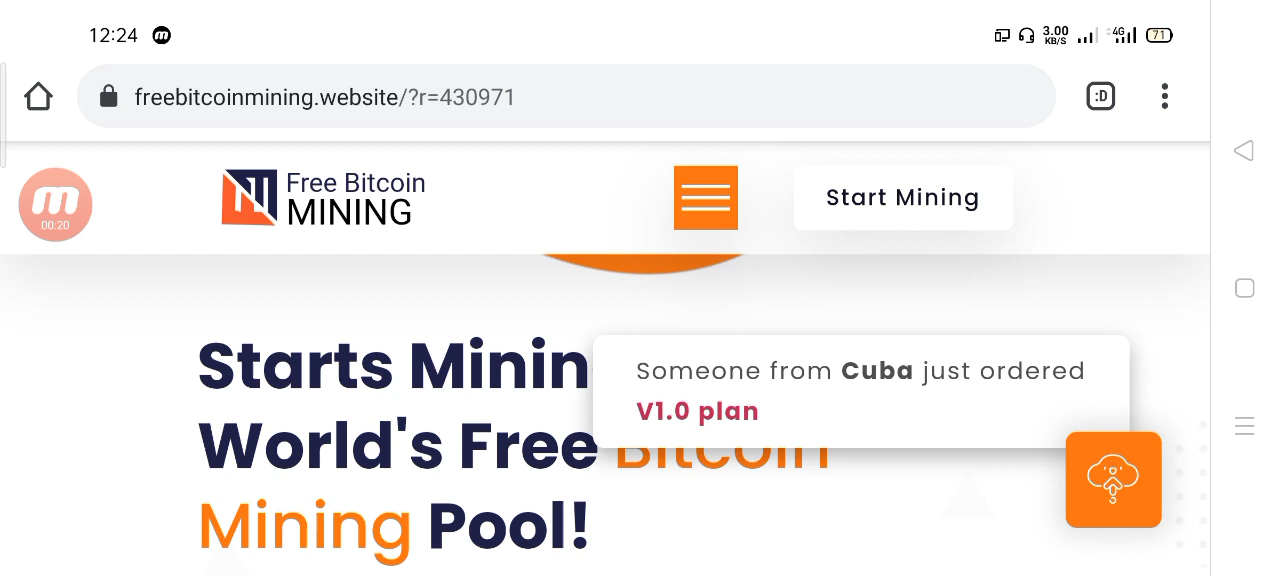 12:24
3.00
KB/S
4G
71
freebitcoinmining.website/?r=430971
:D
00:20
Free Bitcoin
MINING
Start Mining
Starts Minin
Someone from Cuba just ordered
V1.0 plan
World's Free Bitcoin
Mining Pool!